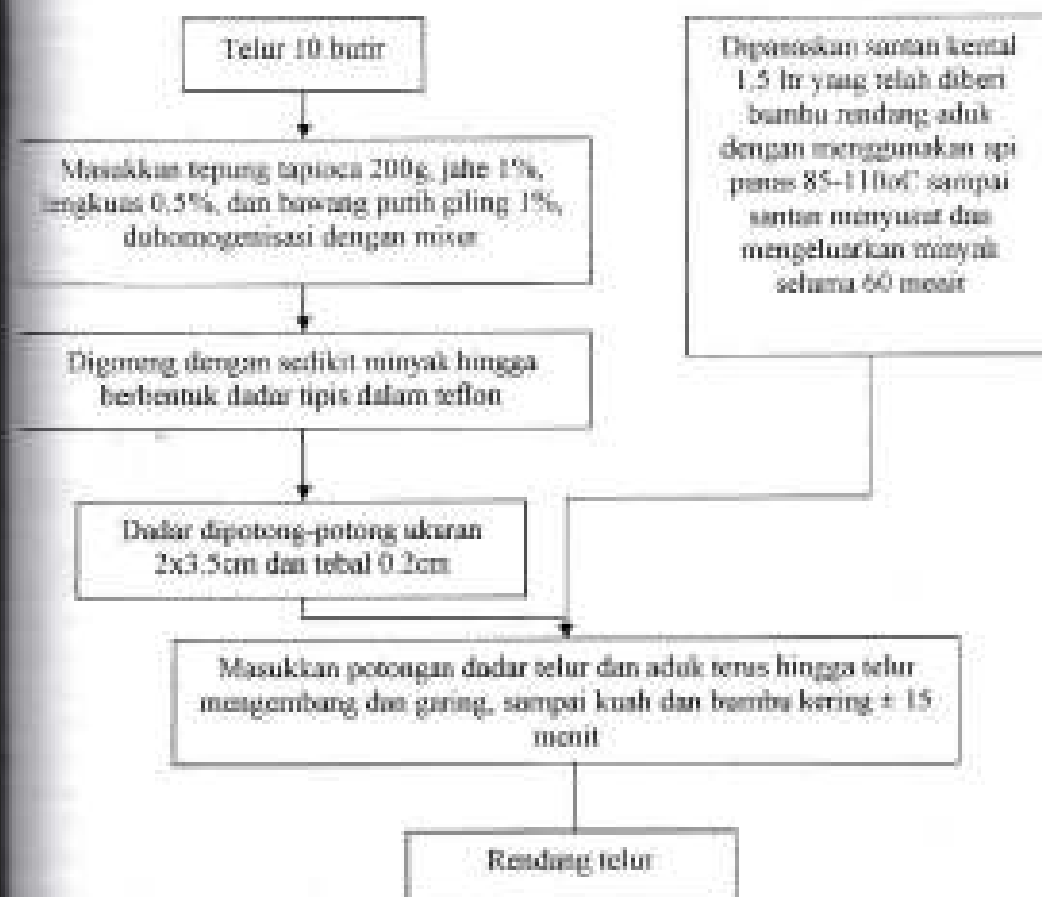 Telur 10 butir
Masukkan tepung tapioca 200g, jahe 1%,
lengkuas 0.5%, dan bawang putih giling 1%,
dihomogenisasi dengan mixer
Digoreng dengan sedikit minyak hingga
berbentuk dadar tipis dalam teflon
Dadar dipotong-potong ukuran
2x3.5cm dan tebal 0.2cm
Dipanaskan santan kental
1.5 ltr yang telah diberi
bumbu rendang aduk
dengan menggunakan api
panas 85-110oC sampai
santan menyusut dan
mengeluarkan minyak
selama 60 menit
Masukkan potongan dadar telur dan aduk terus hingga telur
mengembang dan garing, sampai kuah dan bumbu kering ± 15
menit
Rendang telur